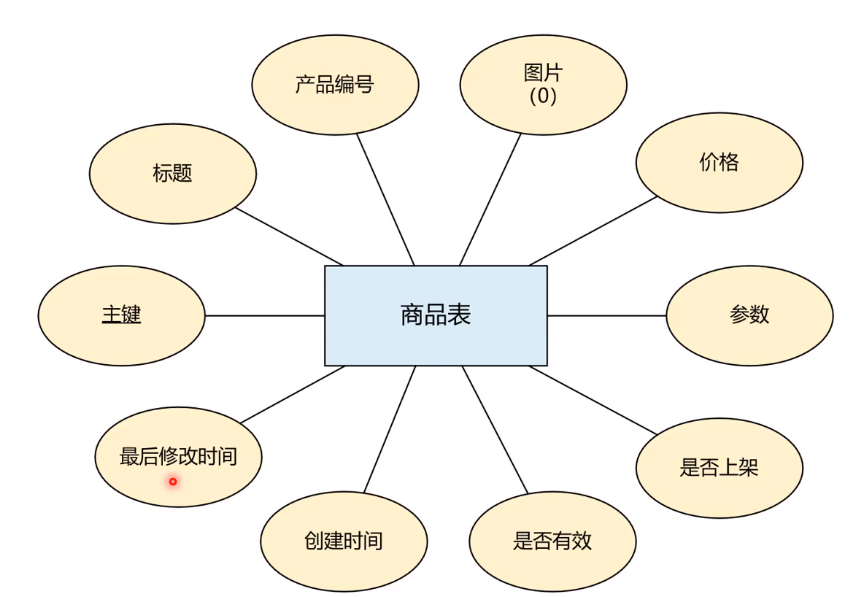 产品编号
图片
（0）
标题
价格
主键
商品表
参数
最后修改时间
是否上架
创建时间
是否有效